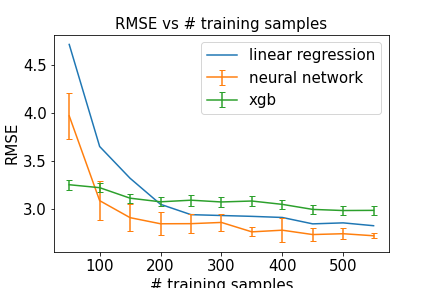 RMSE vs # training samples
linear regression
neural network
xgb
RMSE
4.5
4.0
3.5
3.0
100 200 300 400 500
# training samples